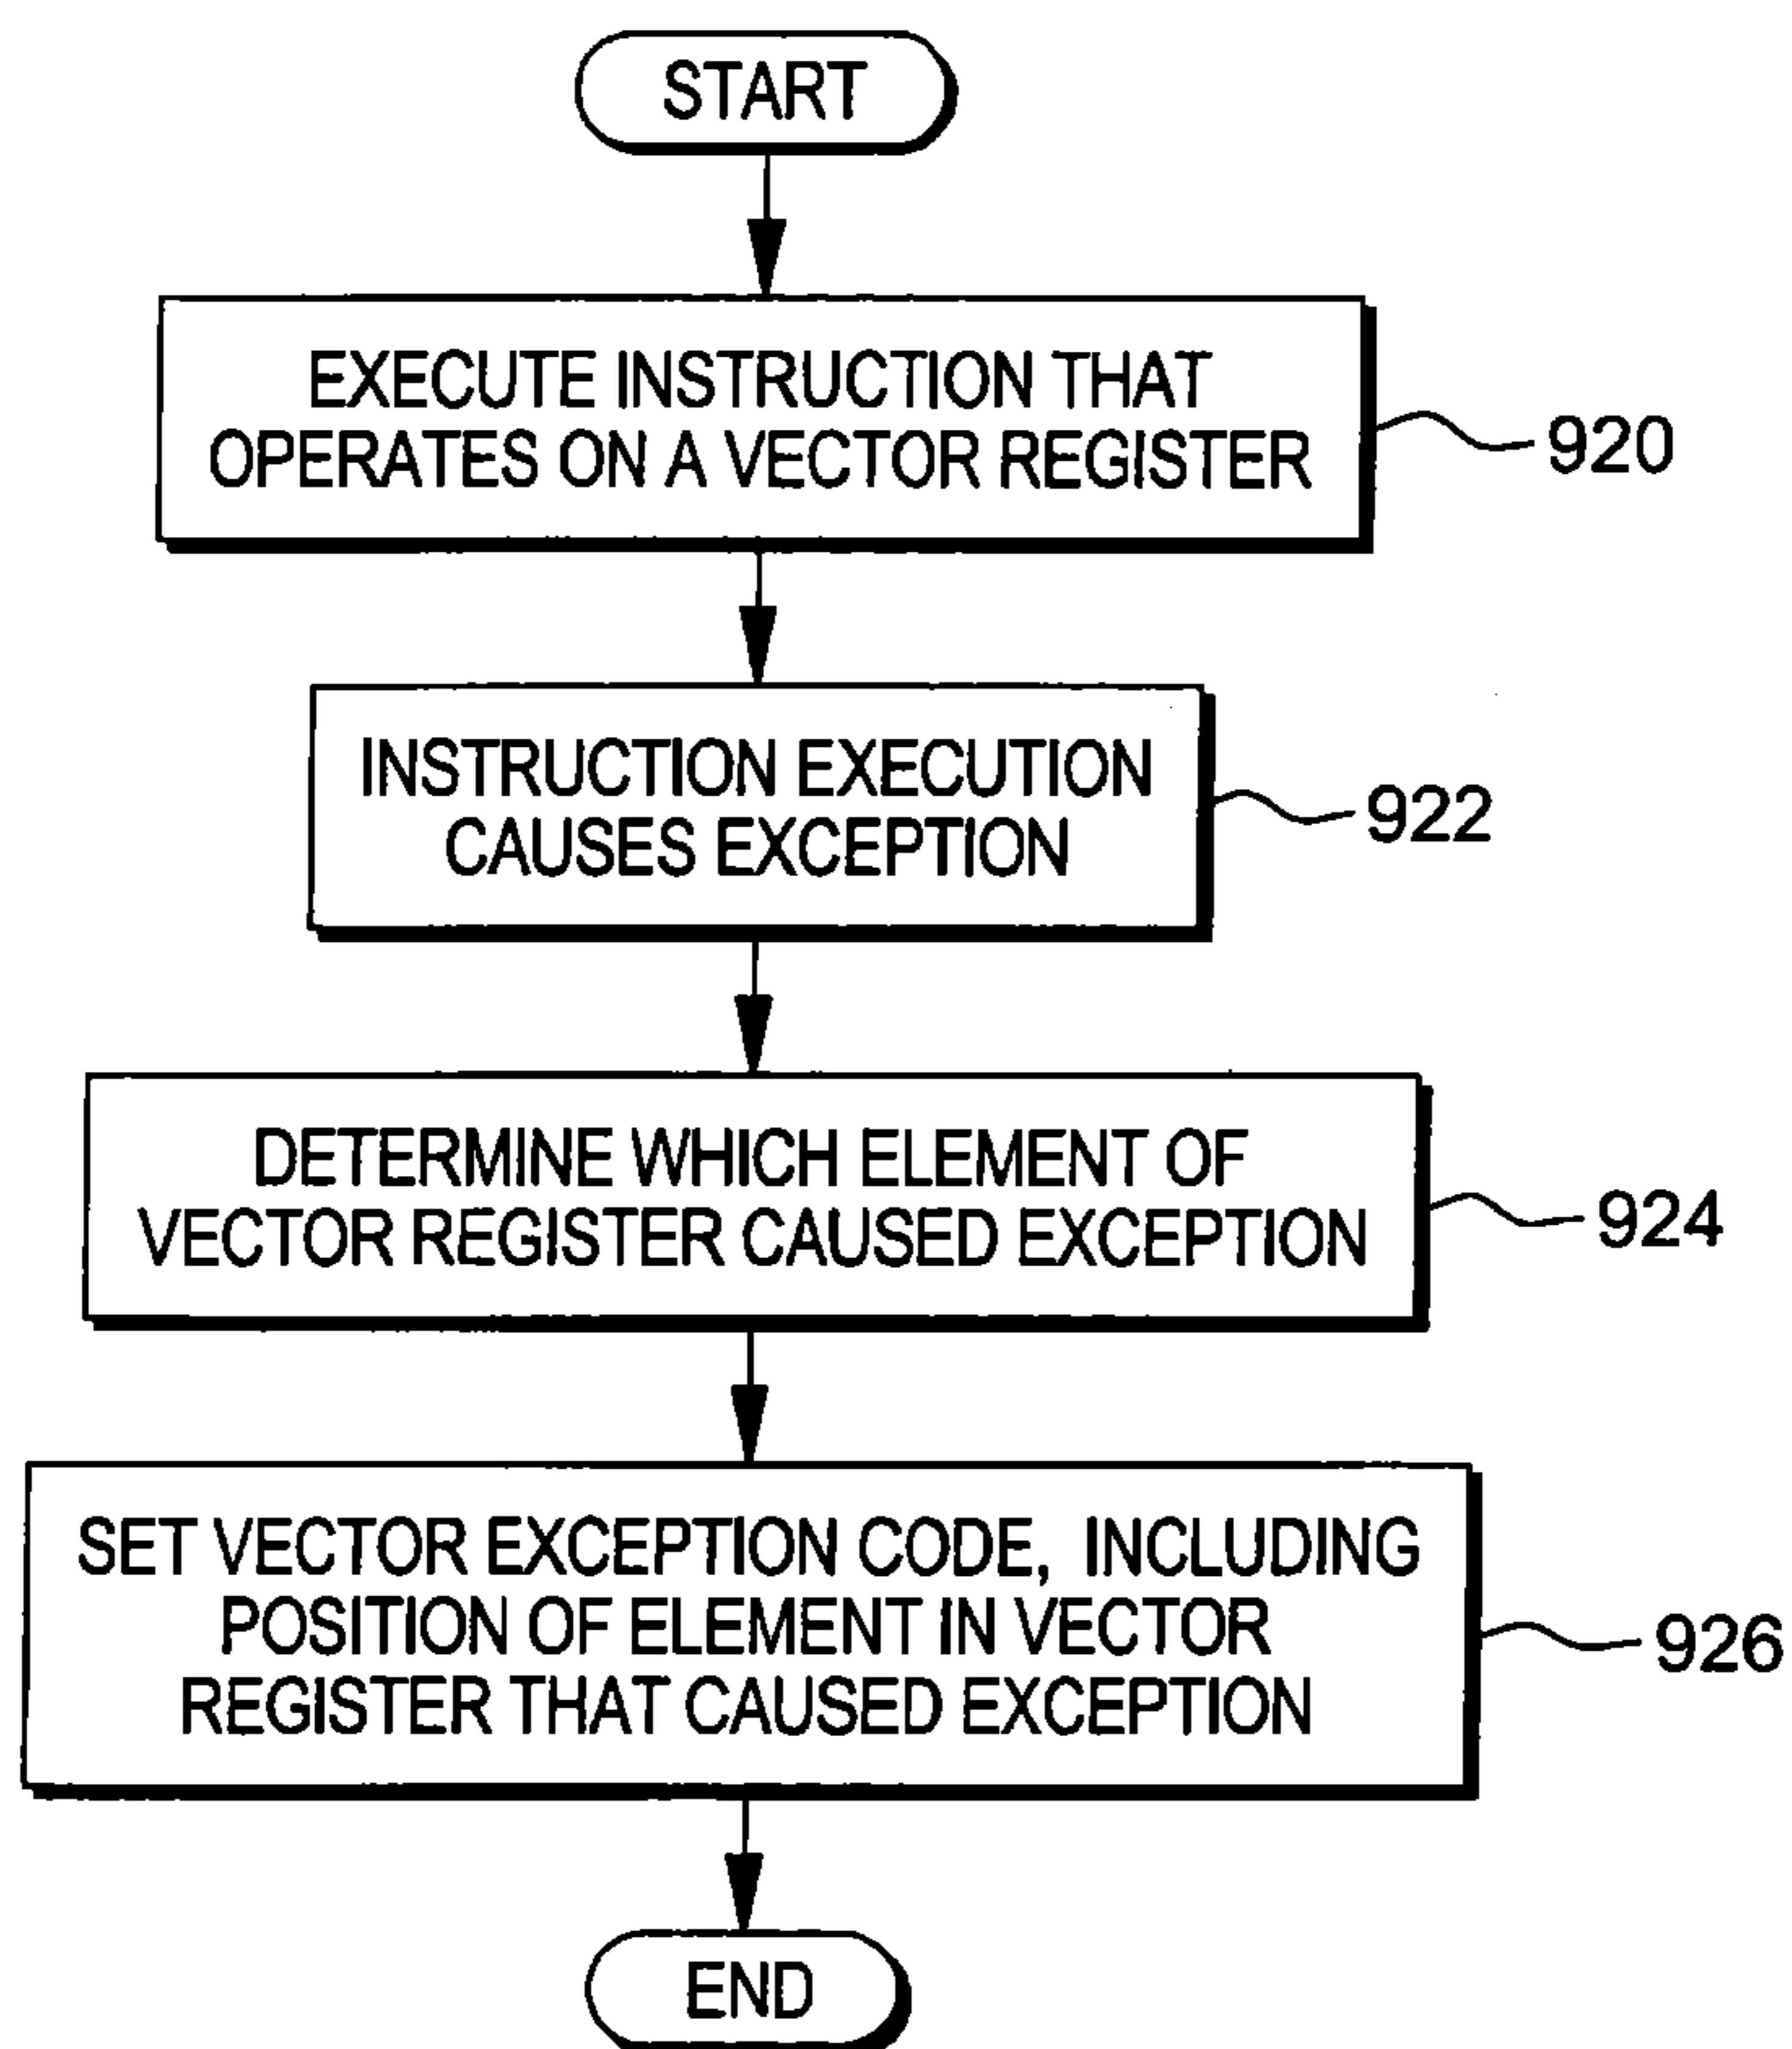 START
EXECUTE INSTRUCTION THAT
OPERATES ON A VECTOR REGISTER
920
INSTRUCTION EXECUTION
CAUSES EXCEPTION
922
DETERMINE WHICH ELEMENT OF
VECTOR REGISTER CAUSED EXCEPTION
924
SET VECTOR EXCEPTION CODE, INCLUDING
POSITION OF ELEMENT IN VECTOR
REGISTER THAT CAUSED EXCEPTION
926
END